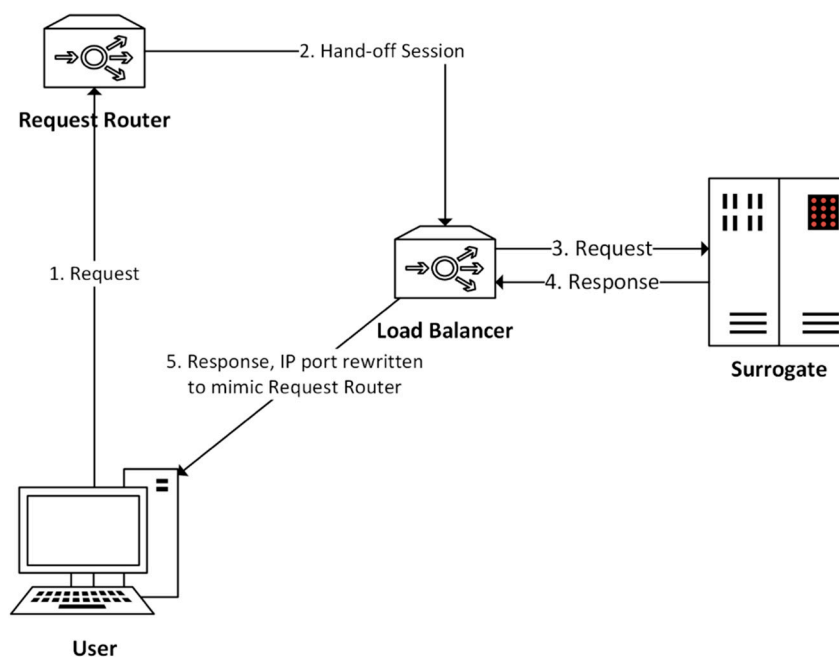 2. Hand-off Session
Request Router
1. Request
3. Request
4. Response
Load Balancer
5. Response, IP port rewritten
to mimic Request Router
Surrogate
User